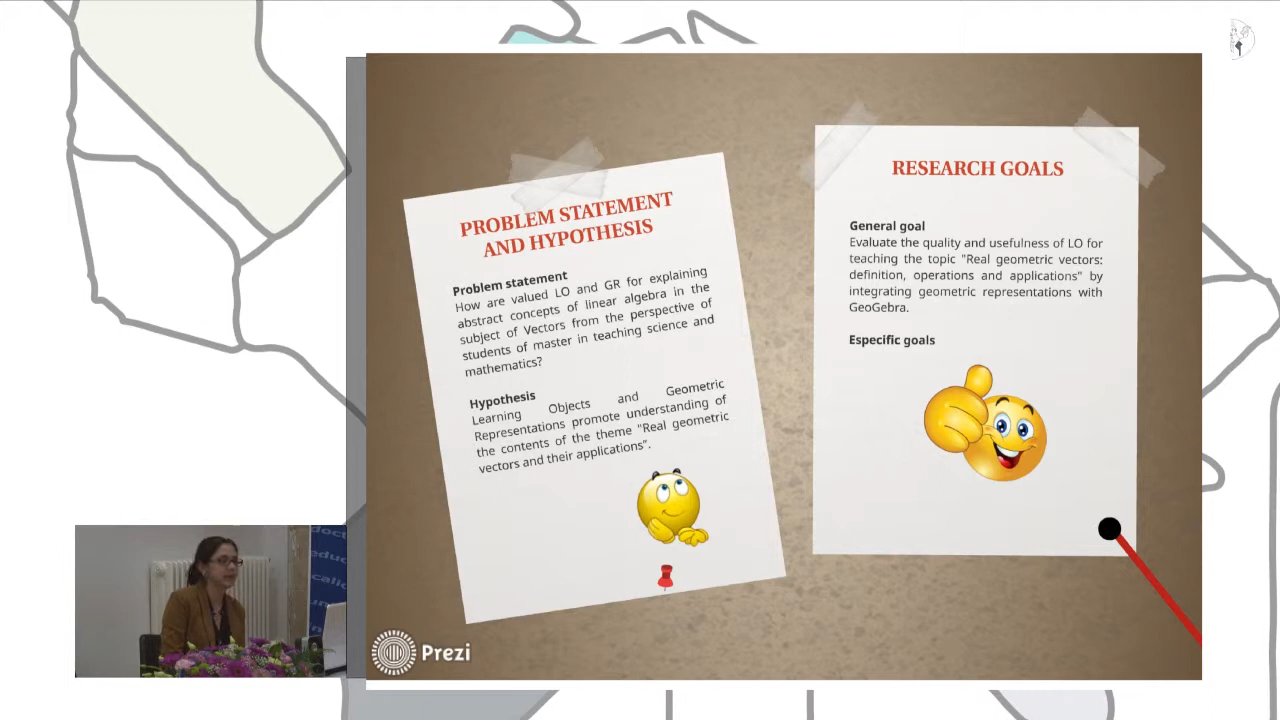 PROBLEM STATEMENT
AND HYPOTHESIS
Problem statement
How are valued LO and GR for explaining
abstract concepts of linear algebra in the
subject of Vectors from the perspective of
students of master in teaching science and
mathematics?
Hypothesis
Learning Objects and Geometric
Representations promote understanding of
the contents of the theme "Real geometric
vectors and their applications".
RESEARCH GOALS
General goal
Evaluate the quality and usefulness of LO for
teaching the topic "Real geometric vectors:
definition, operations and applications" by
integrating geometric representations with
GeoGebra.
Especific goals
Prezi
doct
educ